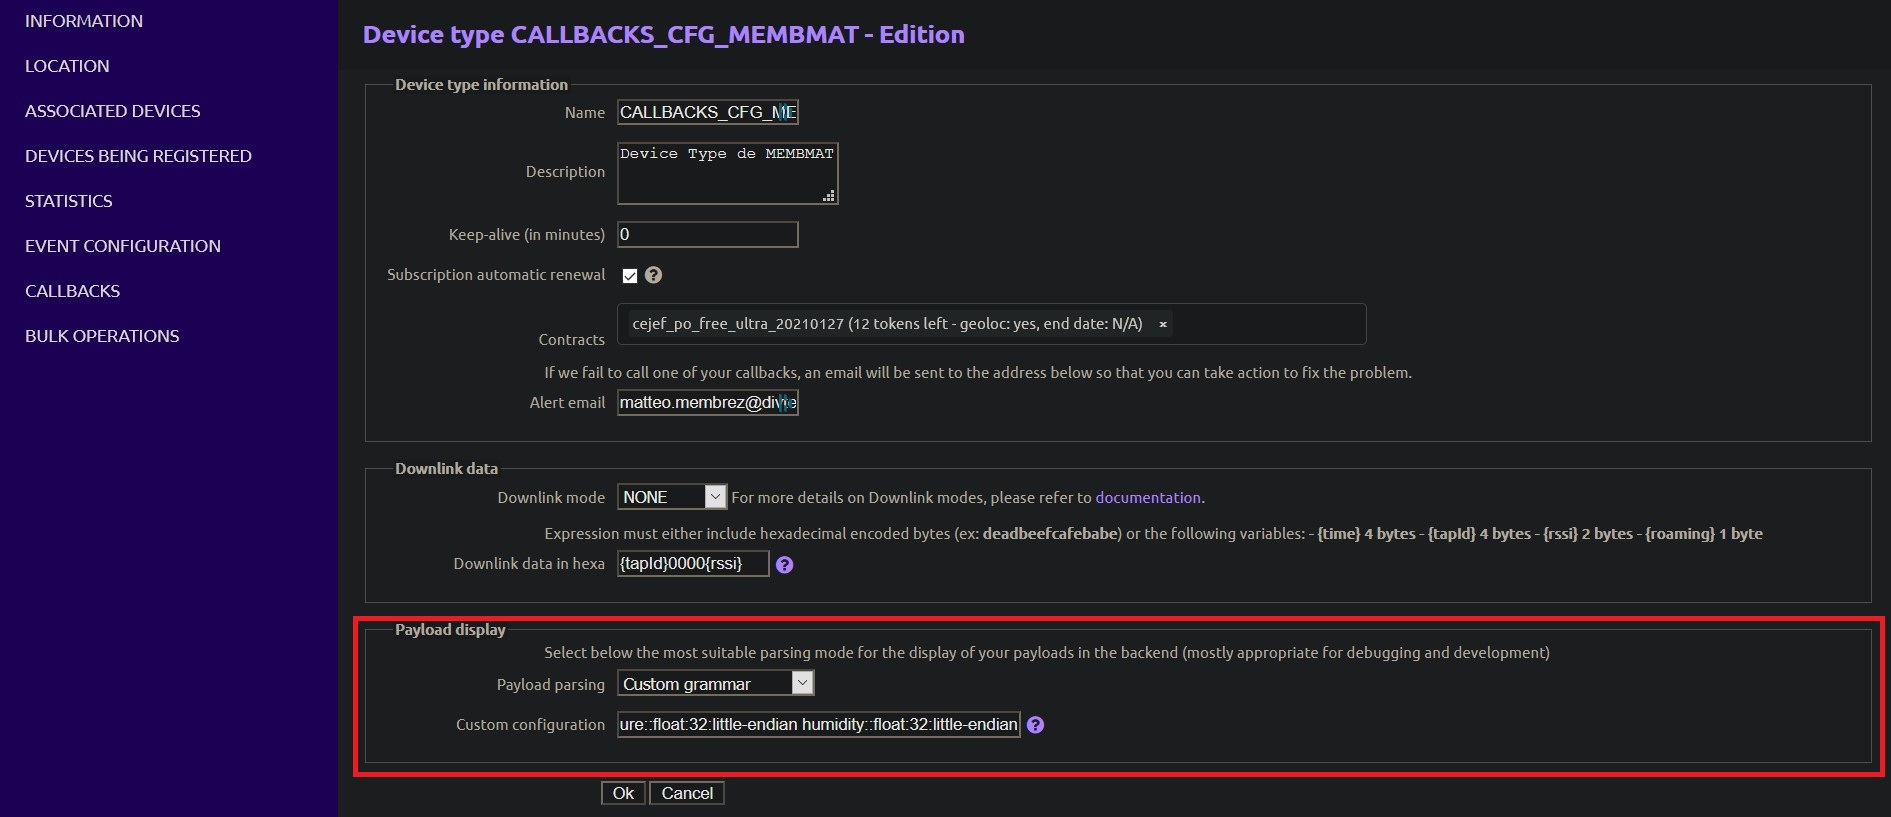 INFORMATION
LOCATION
ASSOCIATED DEVICES
DEVICES BEING REGISTERED
STATISTICS
EVENT CONFIGURATION
CALLBACKS
BULK OPERATIONS
Device type CALLBACKS_CFG_MEMBMAT - Edition
Device type information
Name CALLBACKS_CFG_ME
Description Device Type de MEMBMAT
Keep-alive (in minutes) 0
Subscription automatic renewal ?
Contracts cejef_po_free_ultra_20210127 (12 tokens left - geoloc: yes, end date: N/A) ×
If we fail to call one of your callbacks, an email will be sent to the address below so that you can take action to fix the problem.
Alert email matteo.membrez@divte
Downlink data
Downlink mode NONE For more details on Downlink modes, please refer to documentation.
Expression must either include hexadecimal encoded bytes (ex: deadbeefcafebabe) or the following variables: - {time} 4 bytes - {tapId} 4 bytes - {rssi} 2 bytes - {roaming} 1 byte
Downlink data in hexa {tapId}0000{rssi} ?
Payload display
Select below the most suitable parsing mode for the display of your payloads in the backend (mostly appropriate for debugging and development)
Payload parsing Custom grammar
Custom configuration ure::float:32:little-endian humidity::float:32:little-endian ?
Ok Cancel